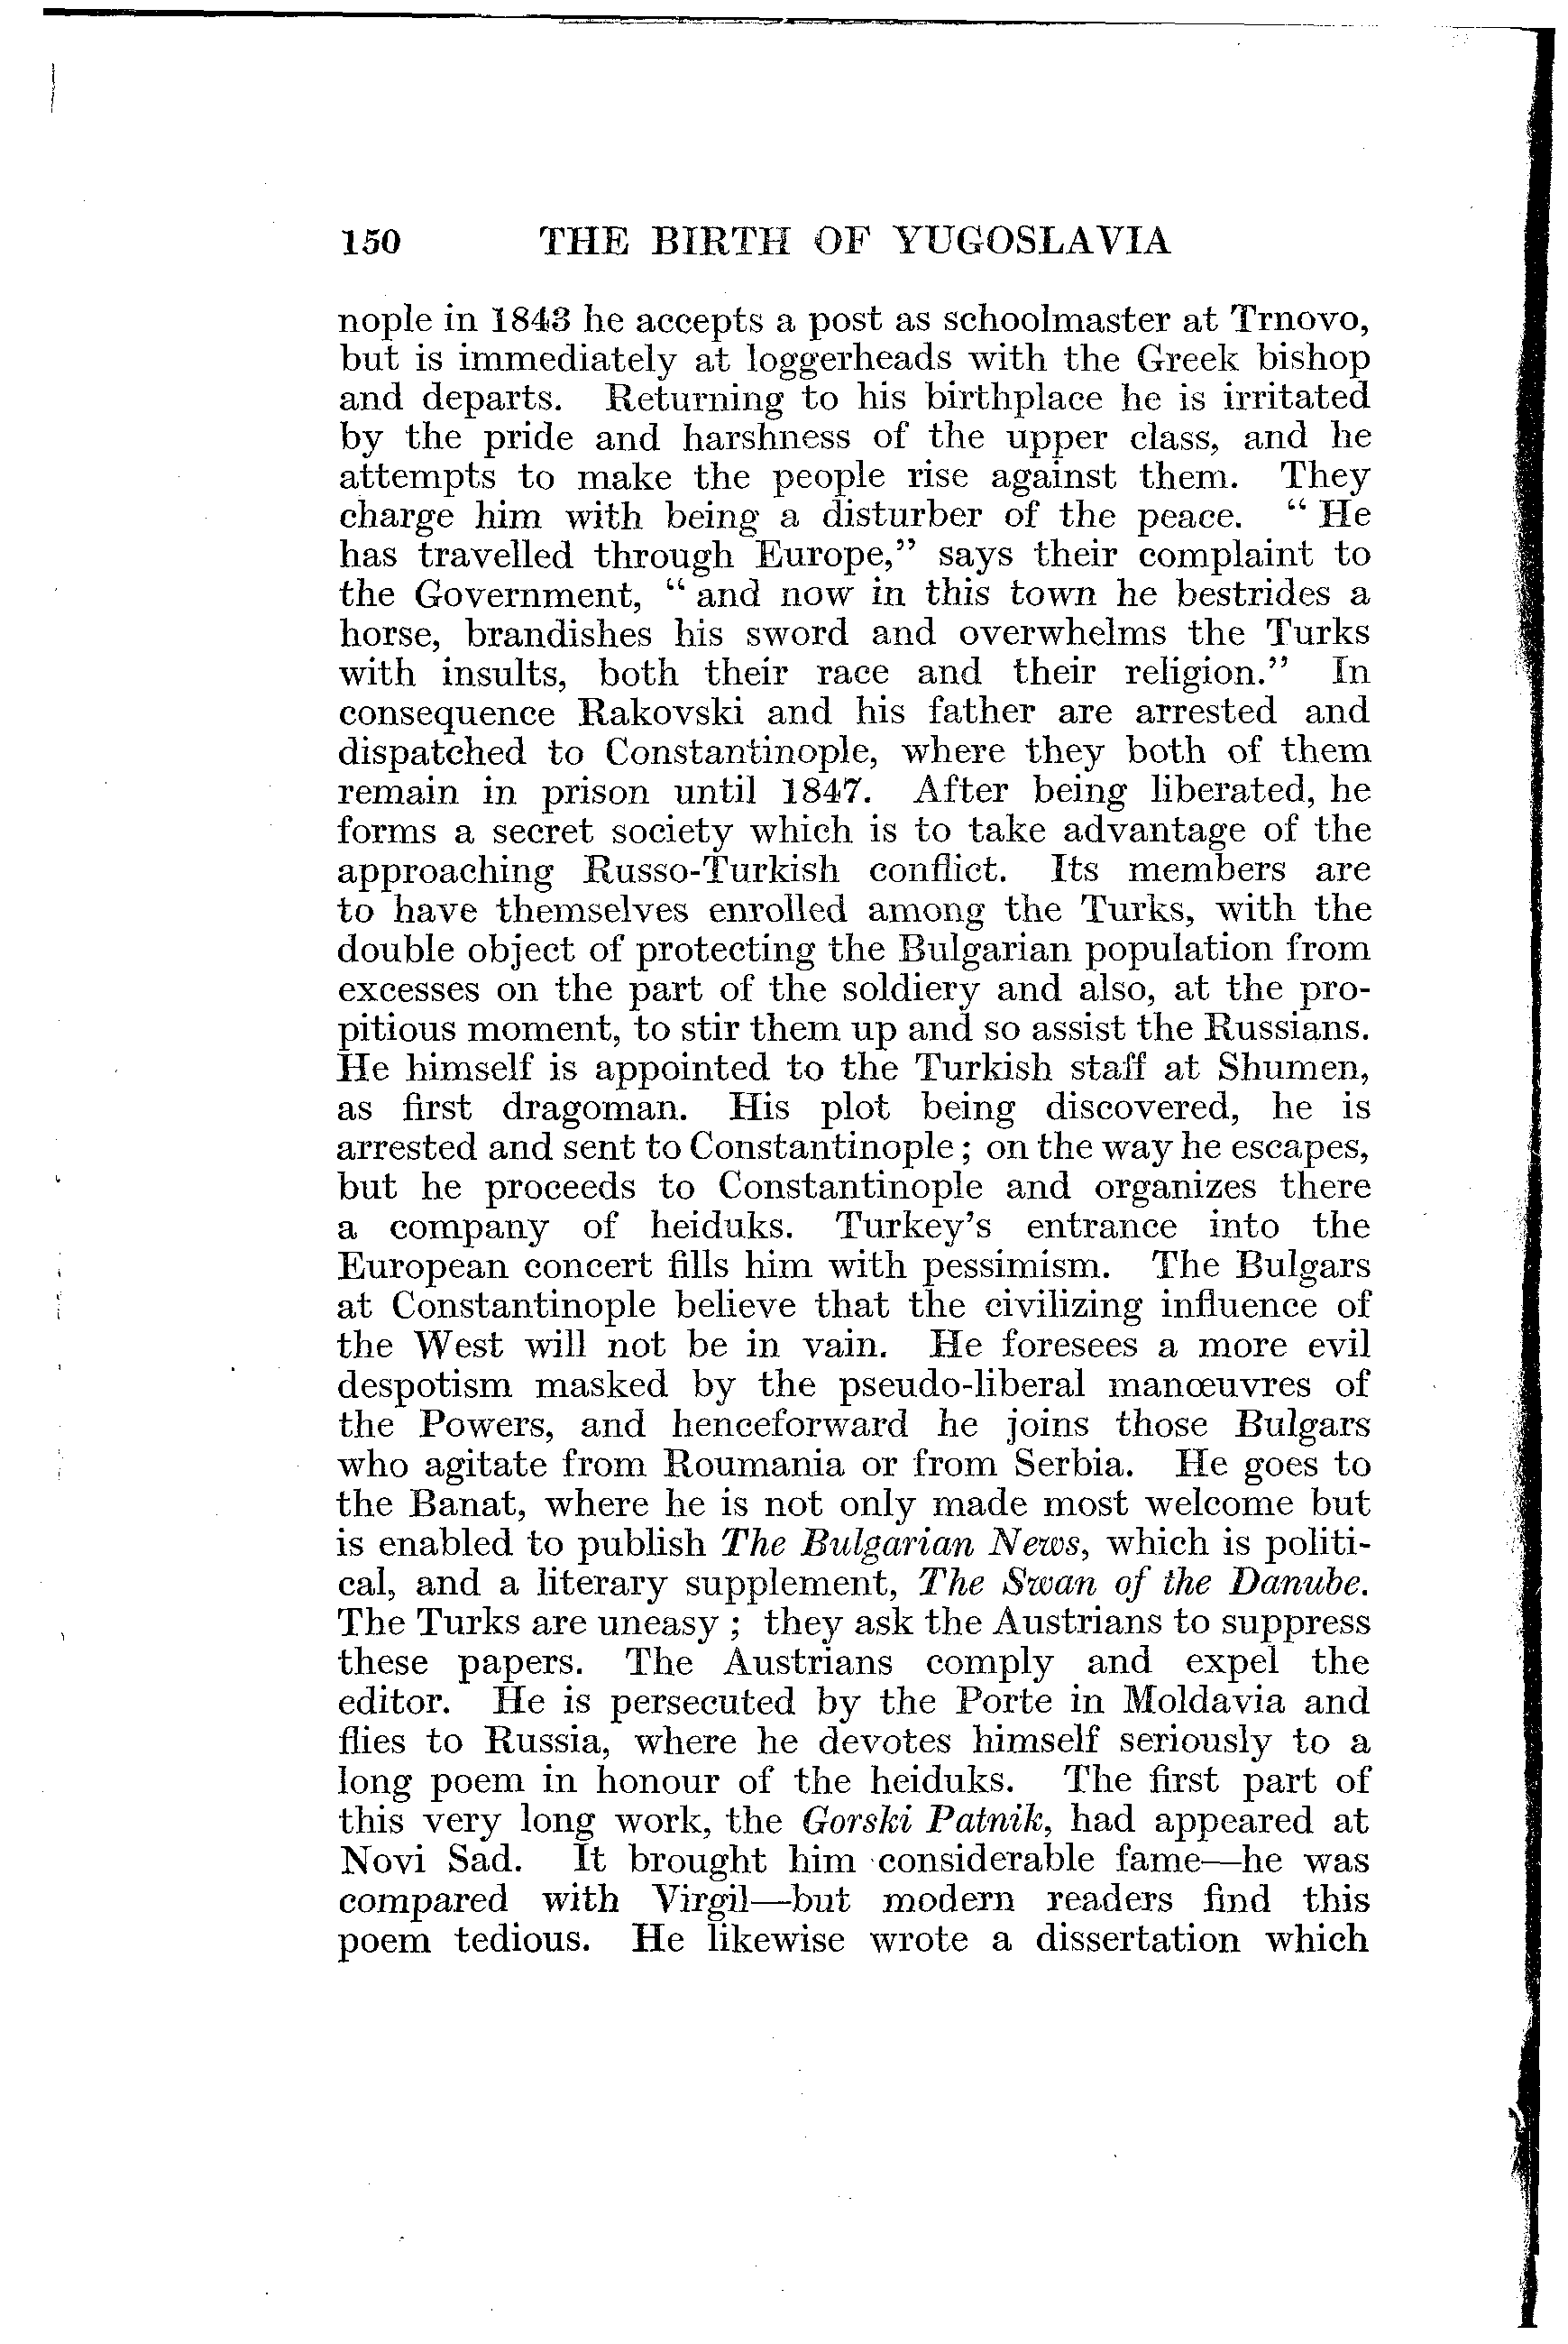 150 THE BIRTH OF YUGOSLAVIA
nople in 1843 he accepts a post as schoolmaster at Trnovo,
but is immediately at loggerheads with the Greek bishop
and departs. Returning to his birthplace he is irritated
by the pride and harshness of the upper class, and he
attempts to make the people rise against them. They
charge him with being a disturber of the peace. “ He
has travelled through Europe,” says their complaint to
the Government, “ and now in this town he bestrides a
horse, brandishes his sword and overwhelms the Turks
with insults, both their race and their religion.” In
consequence Rakovski and his father are arrested and
dispatched to Constantinople, where they both of them
remain in prison until 1847. After being liberated, he
forms a secret society which is to take advantage of the
approaching Russo-Turkish conflict. Its members are
to have themselves enrolled among the Turks, with the
double object of protecting the Bulgarian population from
excesses on the part of the soldiery and also, at the pro-
pitious moment, to stir them up and so assist the Russians.
He himself is appointed to the Turkish staff at Shumen,
as first dragoman. His plot being discovered, he is
arrested and sent to Constantinople ; on the way he escapes,
but he proceeds to Constantinople and organizes there
a company of heiduks. Turkey’s entrance into the
European concert fills him with pessimism. The Bulgars
at Constantinople believe that the civilizing influence of
the West will not be in vain. He foresees a more evil
despotism masked by the pseudo-liberal manœuvres of
the Powers, and henceforward he joins those Bulgars
who agitate from Roumania or from Serbia. He goes to
the Banat, where he is not only made most welcome but
is enabled to publish The Bulgarian News, which is politi-
cal, and a literary supplement, The Swan of the Danube.
The Turks are uneasy ; they ask the Austrians to suppress
these papers. The Austrians comply and expel the
editor. He is persecuted by the Porte in Moldavia and
flies to Russia, where he devotes himself seriously to a
long poem in honour of the heiduks. The first part of
this very long work, the Gorski Patnik, had appeared at
Novi Sad. It brought him considerable fame—he was
compared with Virgil—but modern readers find this
poem tedious. He likewise wrote a dissertation which